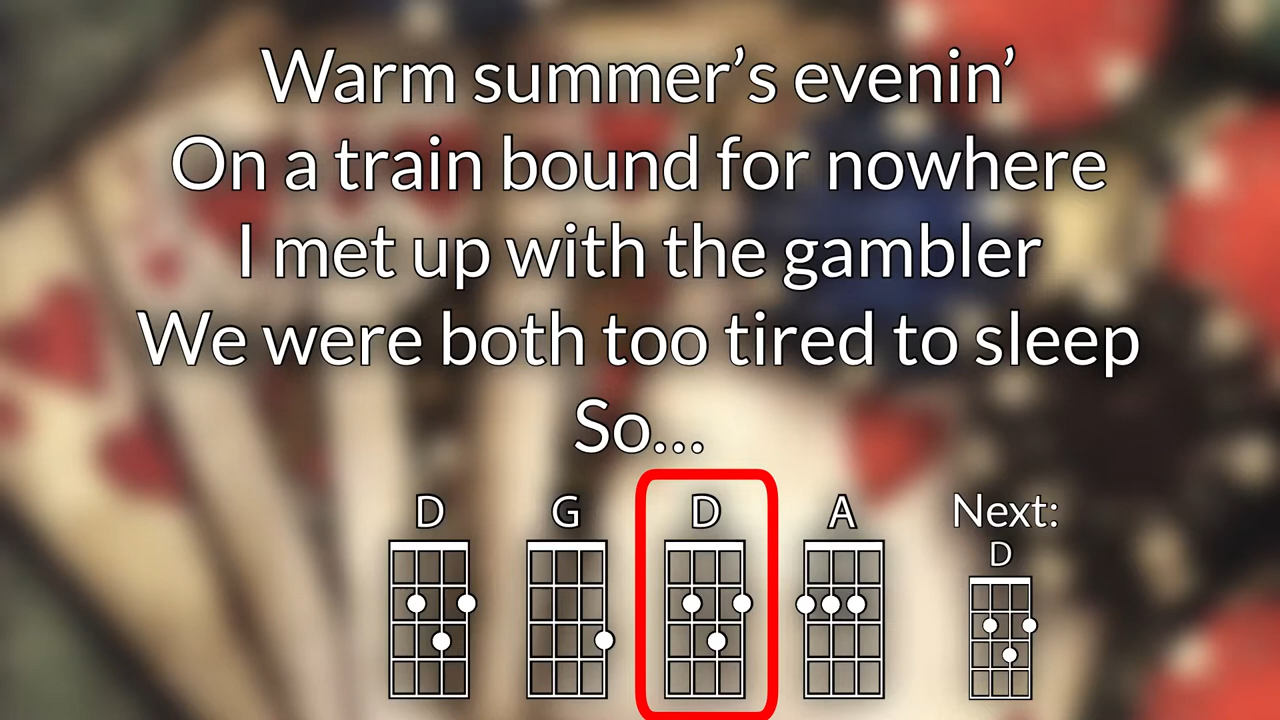 Warm summer’s evenin’
On a train bound for nowhere
I met up with the gambler
We were both too tired to sleep
So...
D G D A Next:
D